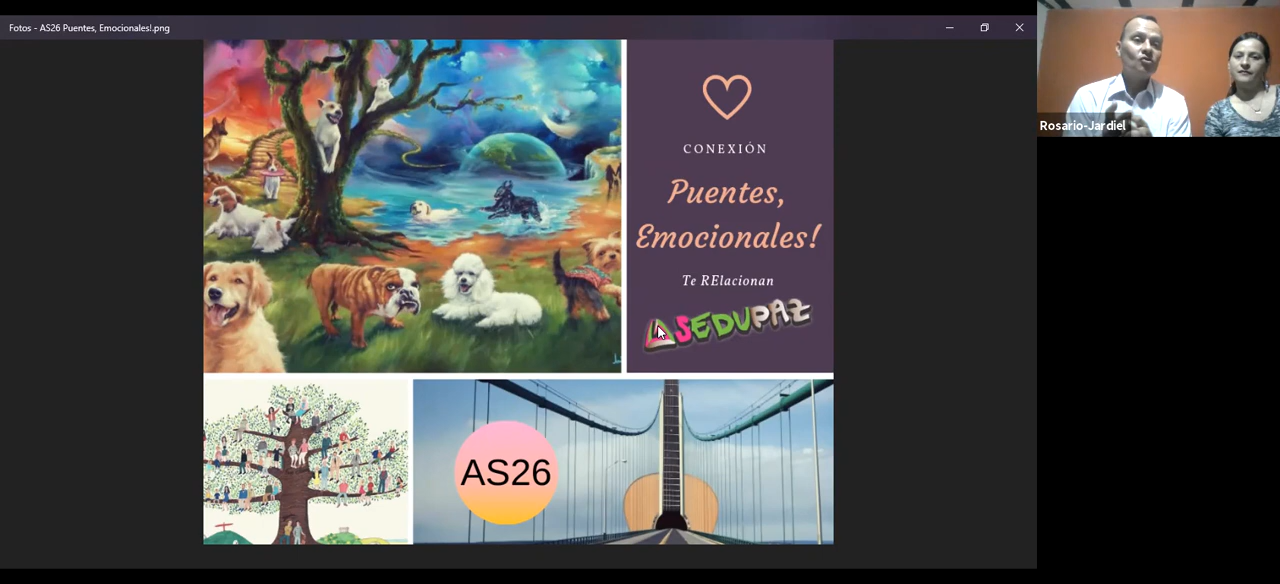 Fotos - AS26 Puentes, Emocionales!.png
Rosario-Jardiel
CONEXIÓN
Puentes,
Emocionales!
Te RElacionan
ASEDUPAZ
AS26